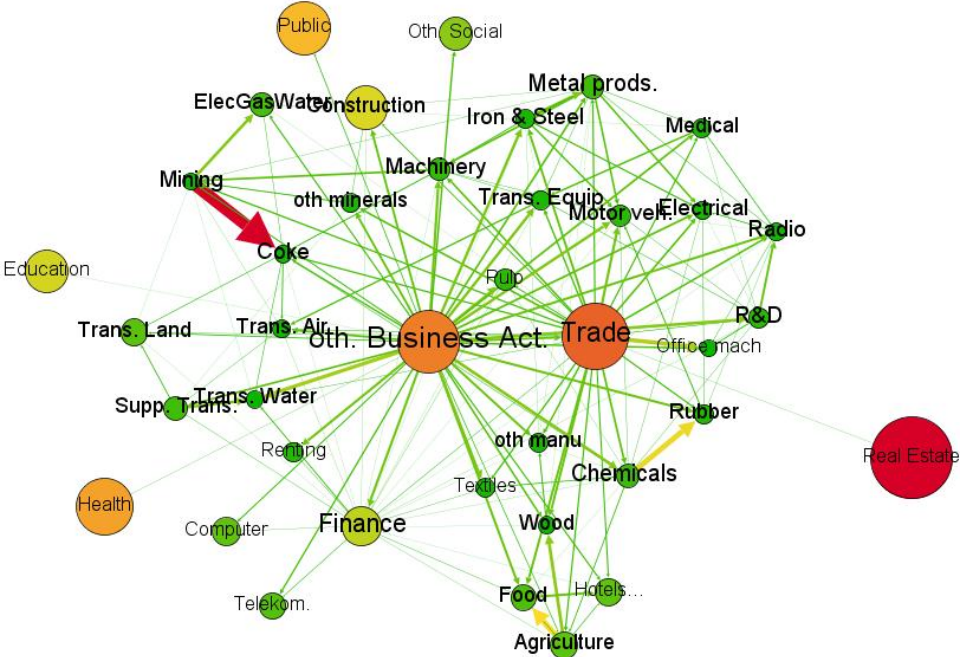 Public
Oth. Social
Metal prods.
ElecGasWater
Construction
Iron & Steel
Medical
Machinery
Mining
oth minerals
Trans. Equip
Motor veh.
Electrical
Radio
Coke
Education
Pulp
R&D
Trans. Land
Trans. Air
oth. Business Act.
Trade
Office mach
Trans. Water
Supp. Trans.
Rubber
Renting
oth manu
Real Estate
Chemicals
Textiles
Health
Computer
Finance
Wood
Telekom.
Food
Hotels...
Agriculture